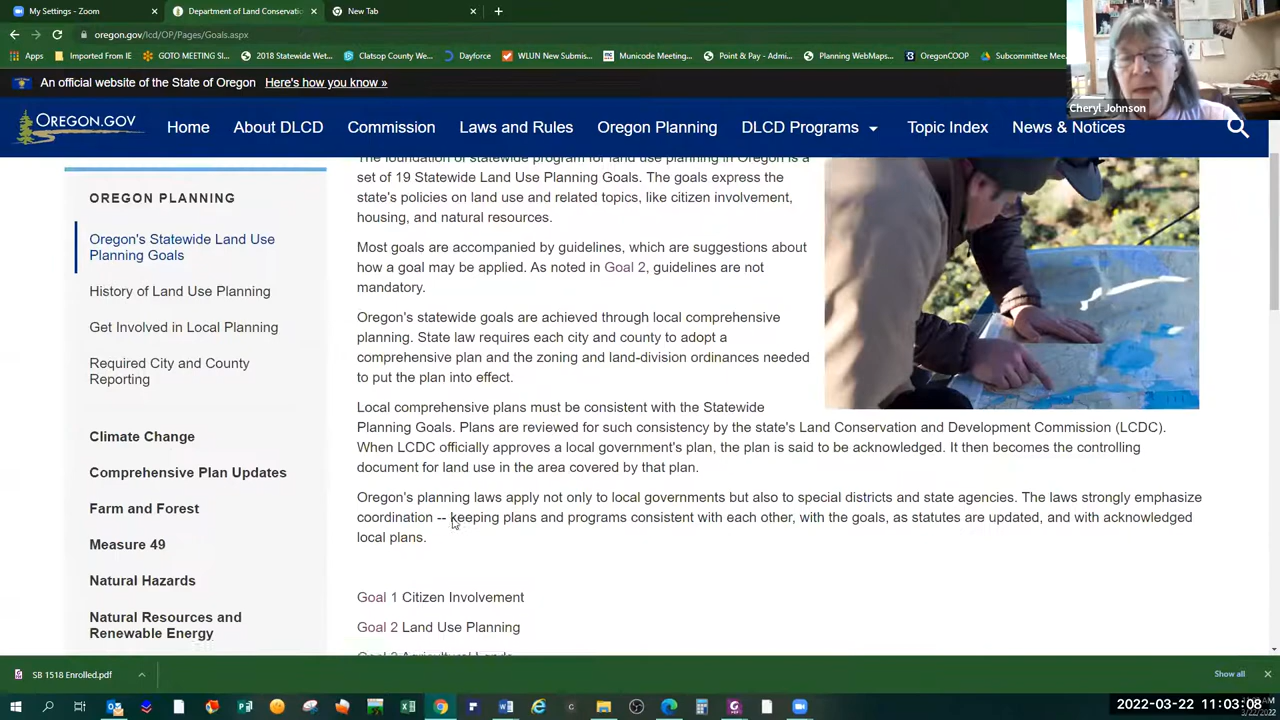 My Settings - Zoom
Department of Land Conservatio
New Tab
oregon.gov/lcd/OP/Pages/Goals.aspx
Apps
Imported From IE
GOTO MEETING SI...
2018 Statewide Wet...
Clatsop County We...
Dayforce
WLUN New Submis...
Municode Meeting...
Point & Pay - Admi...
Planning WebMaps...
OregonCOOP
Subcommittee Mee
Cheryl Johnson
An official website of the State of Oregon
Here's how you know »
OREGON.GOV
Home
About DLCD
Commission
Laws and Rules
Oregon Planning
DLCD Programs
Topic Index
News & Notices
OREGON PLANNING
Oregon's Statewide Land Use
Planning Goals
History of Land Use Planning
Get Involved in Local Planning
Required City and County
Reporting
Climate Change
Comprehensive Plan Updates
Farm and Forest
Measure 49
Natural Hazards
Natural Resources and
Renewable Energy
The foundation of statewide program for land use planning in Oregon is a
set of 19 Statewide Land Use Planning Goals. The goals express the
state's policies on land use and related topics, like citizen involvement,
housing, and natural resources.
Most goals are accompanied by guidelines, which are suggestions about
how a goal may be applied. As noted in Goal 2, guidelines are not
mandatory.
Oregon's statewide goals are achieved through local comprehensive
planning. State law requires each city and county to adopt a
comprehensive plan and the zoning and land-division ordinances needed
to put the plan into effect.
Local comprehensive plans must be consistent with the Statewide
Planning Goals. Plans are reviewed for such consistency by the state's Land Conservation and Development Commission (LCDC).
When LCDC officially approves a local government's plan, the plan is said to be acknowledged. It then becomes the controlling
document for land use in the area covered by that plan.
Oregon's planning laws apply not only to local governments but also to special districts and state agencies. The laws strongly emphasize
coordination -- keeping plans and programs consistent with each other, with the goals, as statutes are updated, and with acknowledged
local plans.
Goal 1 Citizen Involvement
Goal 2 Land Use Planning
Goal 3 Agricultural Lands
SB 1518 Enrolled.pdf
Show all
2022-03-22 11:03:08